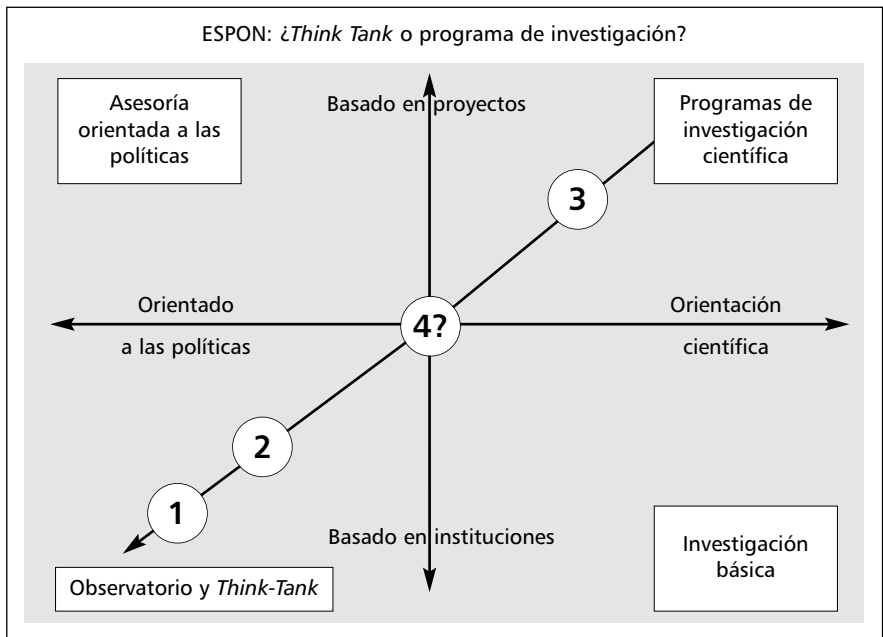 ESPON: ¿Think Tank o programa de investigación?
Asesoría
orientada a las
políticas
Basado en proyectos
Programas de
investigación
científica
3
Orientado
a las políticas
4?
Orientación
científica
2
1
Basado en instituciones
Observatorio y Think-Tank
Investigación
básica